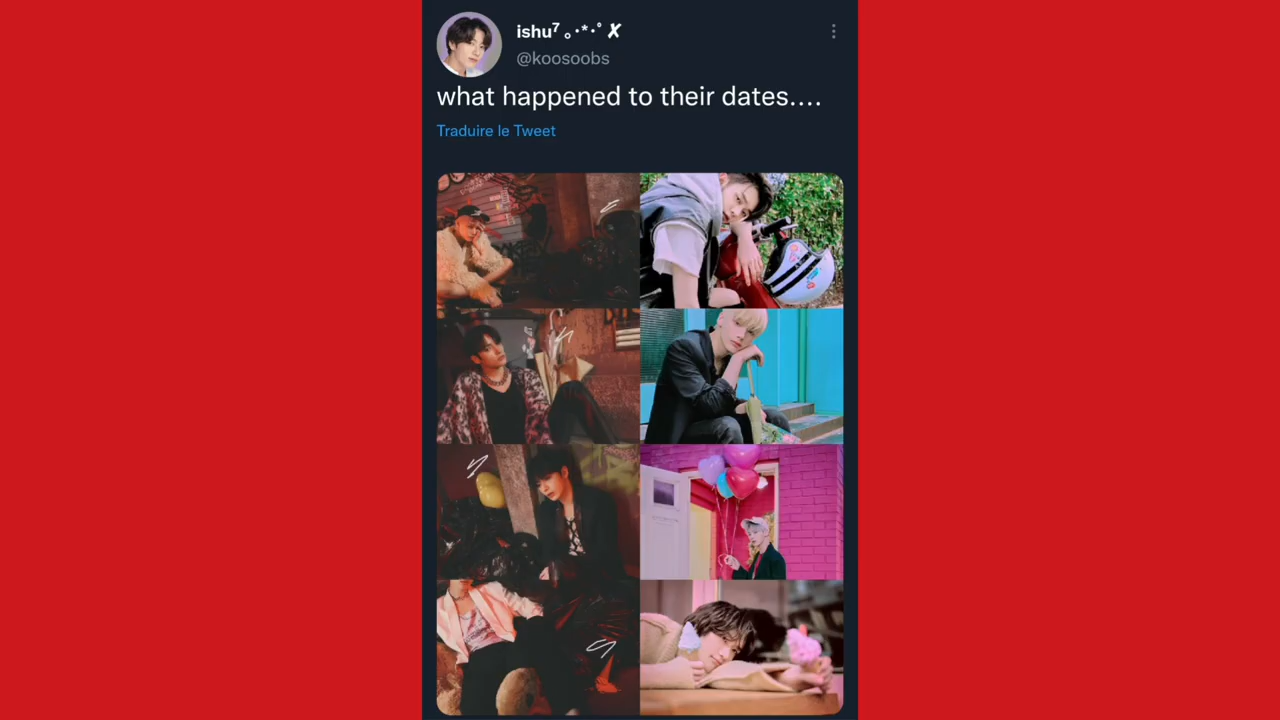 ishu⁷ ｡･*･ﾟ✘
@koosoobs
what happened to their dates....
Traduire le Tweet